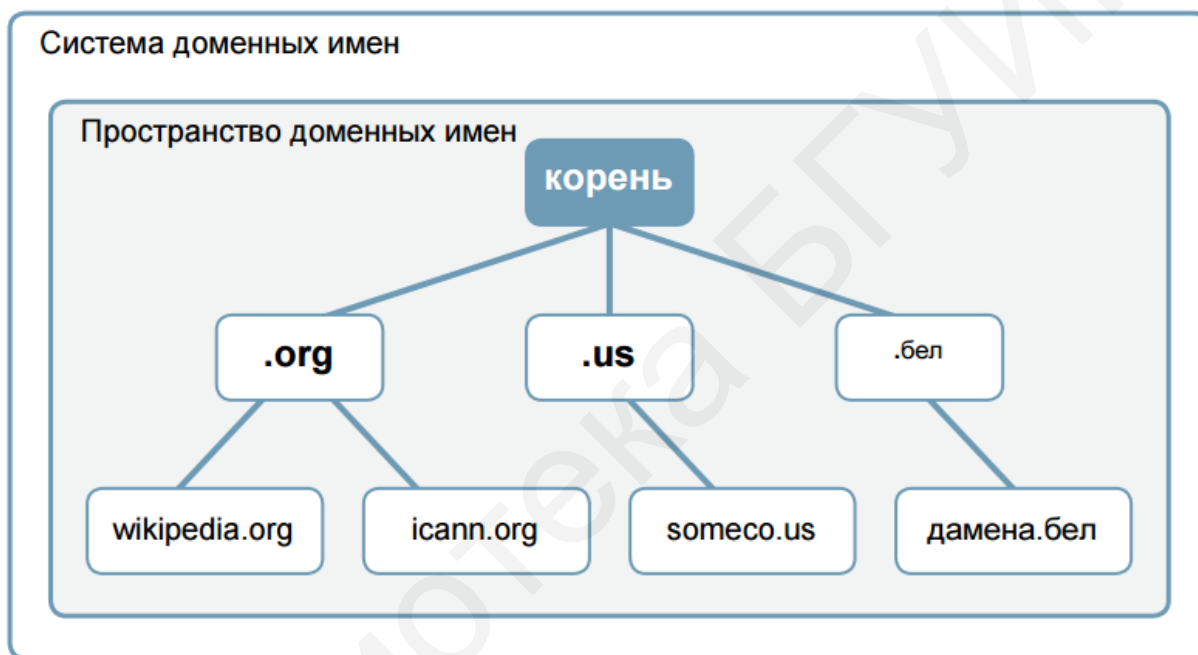 Система доменных имен
Пространство доменных имен
корень
.org
.us
.бел
wikipedia.org
icann.org
someco.us
дамена.бел